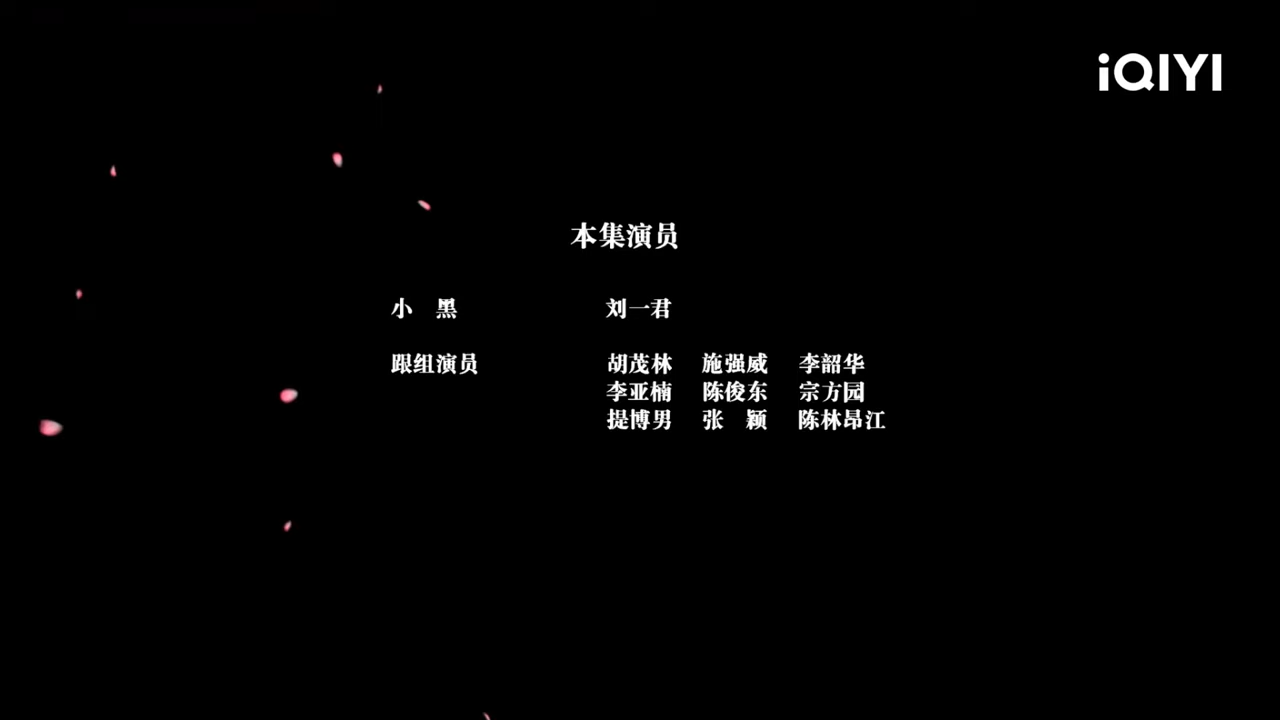 iQIYI
本集演员
小　黑　刘一君
跟组演员　胡茂林　施强威　李韶华
李亚楠　陈俊东　宗方园
提博男　张　颖　陈林昂江